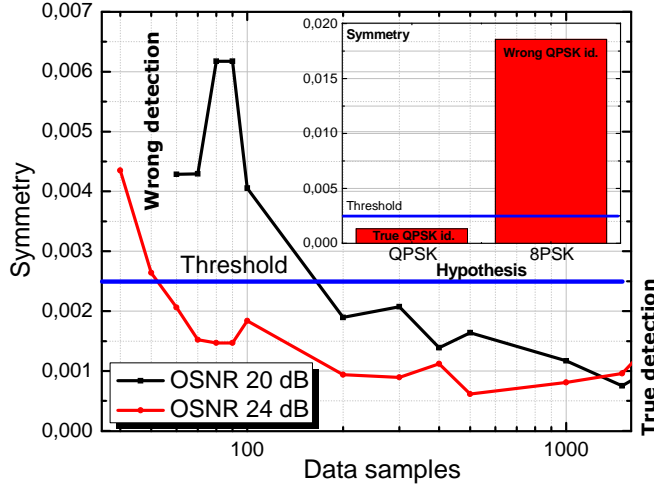 0,007
0,006
0,005
0,004
0,003
0,002
0,001
0,000
Symmetry
Wrong detection
Threshold
OSNR 20 dB
OSNR 24 dB
100
1000
Data samples
True detection
0,020
0,015
0,010
0,005
0,000
Symmetry
Wrong QPSK id.
Threshold
True QPSK id.
QPSK
8PSK
Hypothesis